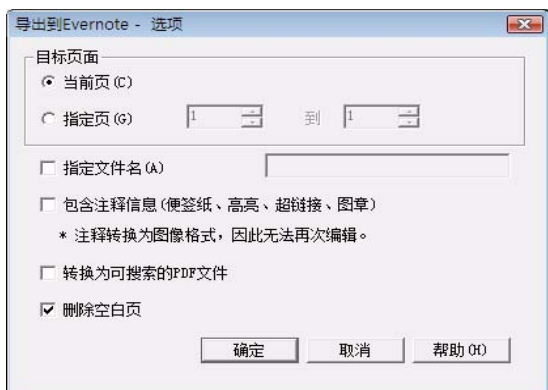 导出到Evernote - 选项
目标页面
当前页(C)
指定页(G) 1 到 1
指定文件名(A)
包含注释信息(便签纸、高亮、超链接、图章)
* 注释转换为图像格式，因此无法再次编辑。
转换为可搜索的PDF文件
删除空白页
确定 取消 帮助(H)